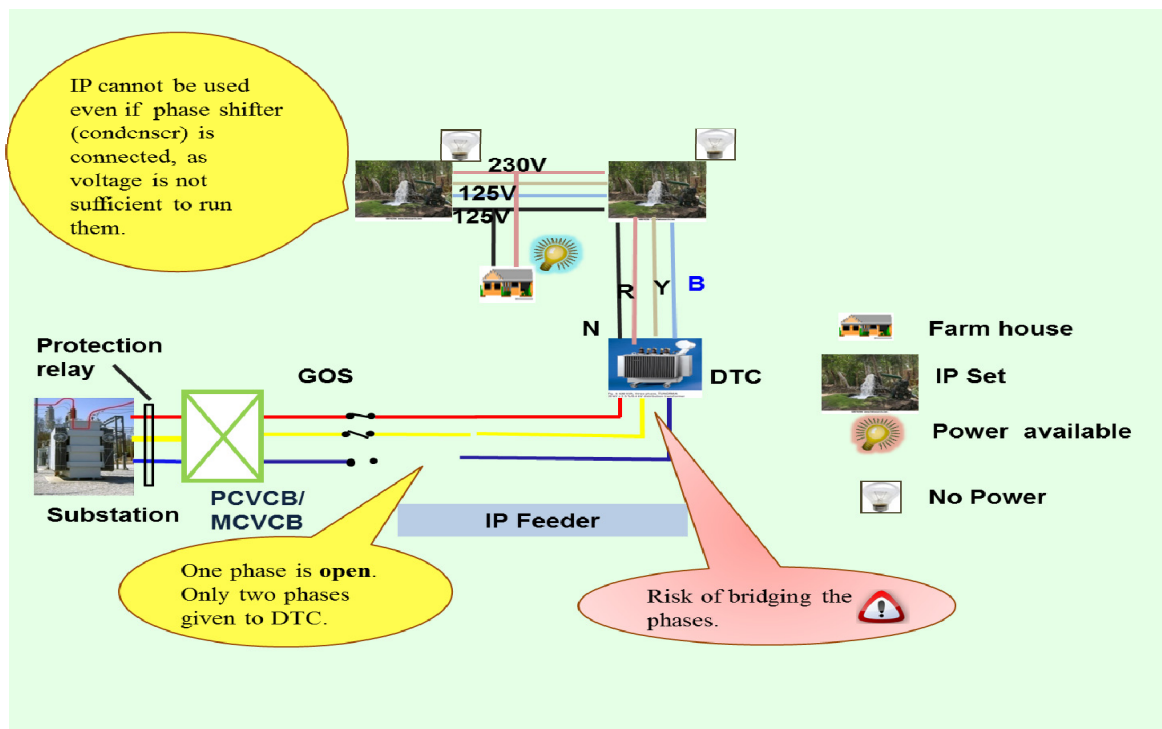 IP cannot be used
even if phase shifter
(condenser) is
connected, as
voltage is not
sufficient to run
them.
230V
125V
125V
R
Y
B
N
DTC
Protection
relay
GOS
PCVCB/
MCVCB
Substation
IP Feeder
One phase is open.
Only two phases
given to DTC.
Risk of bridging the
phases.
Farm house
IP Set
Power available
No Power